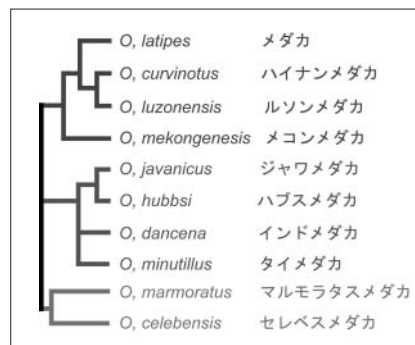 O, latipes メダカ
O, curvinotus ハイナンメダカ
O, luzonensis ルソンメダカ
O, mekongenesis メコンメダカ
O, javanicus ジャワメダカ
O, hubbsi ハブスメダカ
O, dancena インドメダカ
O, minutillus タイメダカ
O, marmoratus マルモラタスメダカ
O, celebensis セレベスメダカ